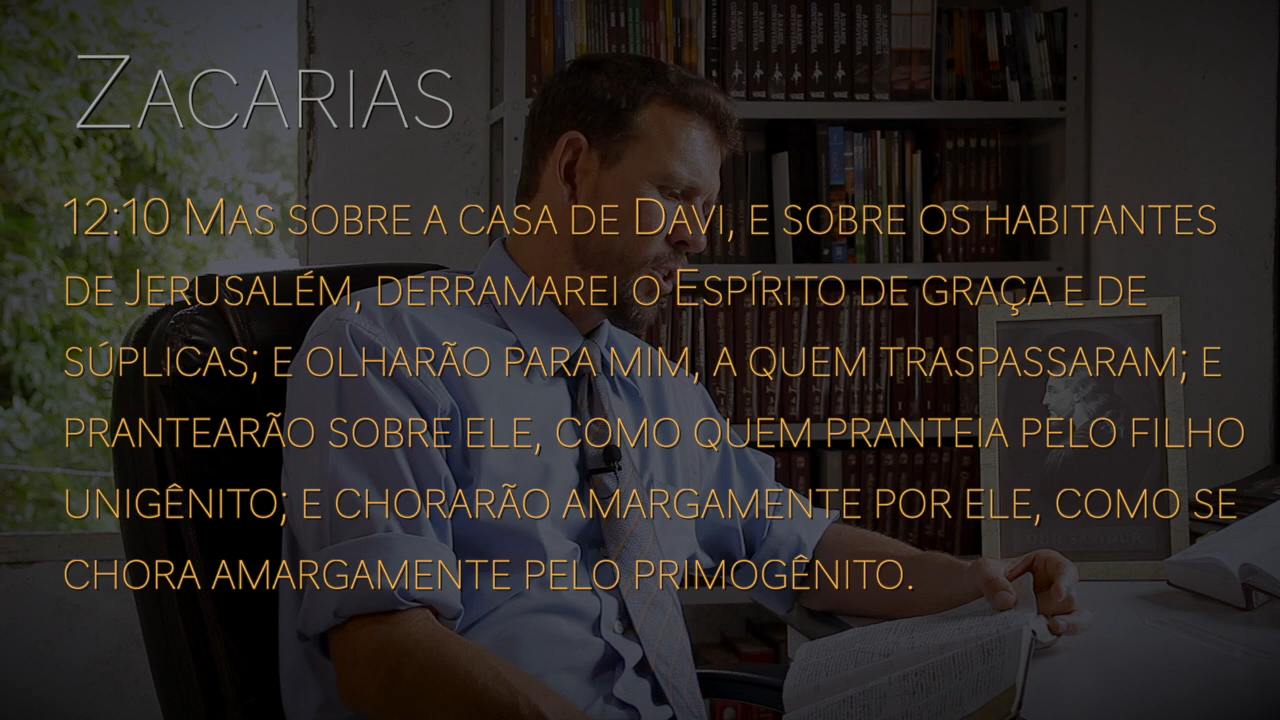 Zacarias
12:10 Mas sobre a casa de Davi, e sobre os habitantes
de Jerusalém, derramarei o Espírito de graça e de
súplicas; e olharão para mim, a quem traspassaram; e
prantearão sobre ele, como quem pranteia pelo filho
unigênito; e chorarão amargamente por ele, como se
chora amargamente pelo primogênito.